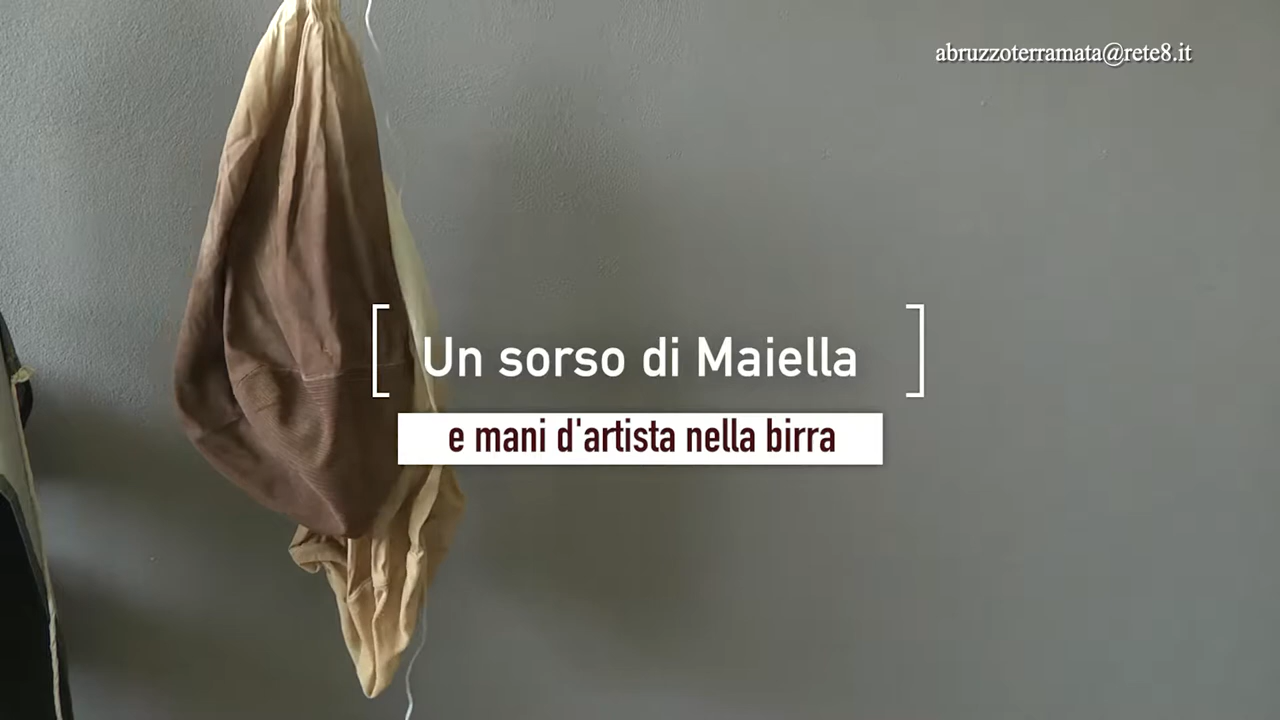 abruzzoterramata@rete8.it
Un sorso di Maiella
e mani d'artista nella birra